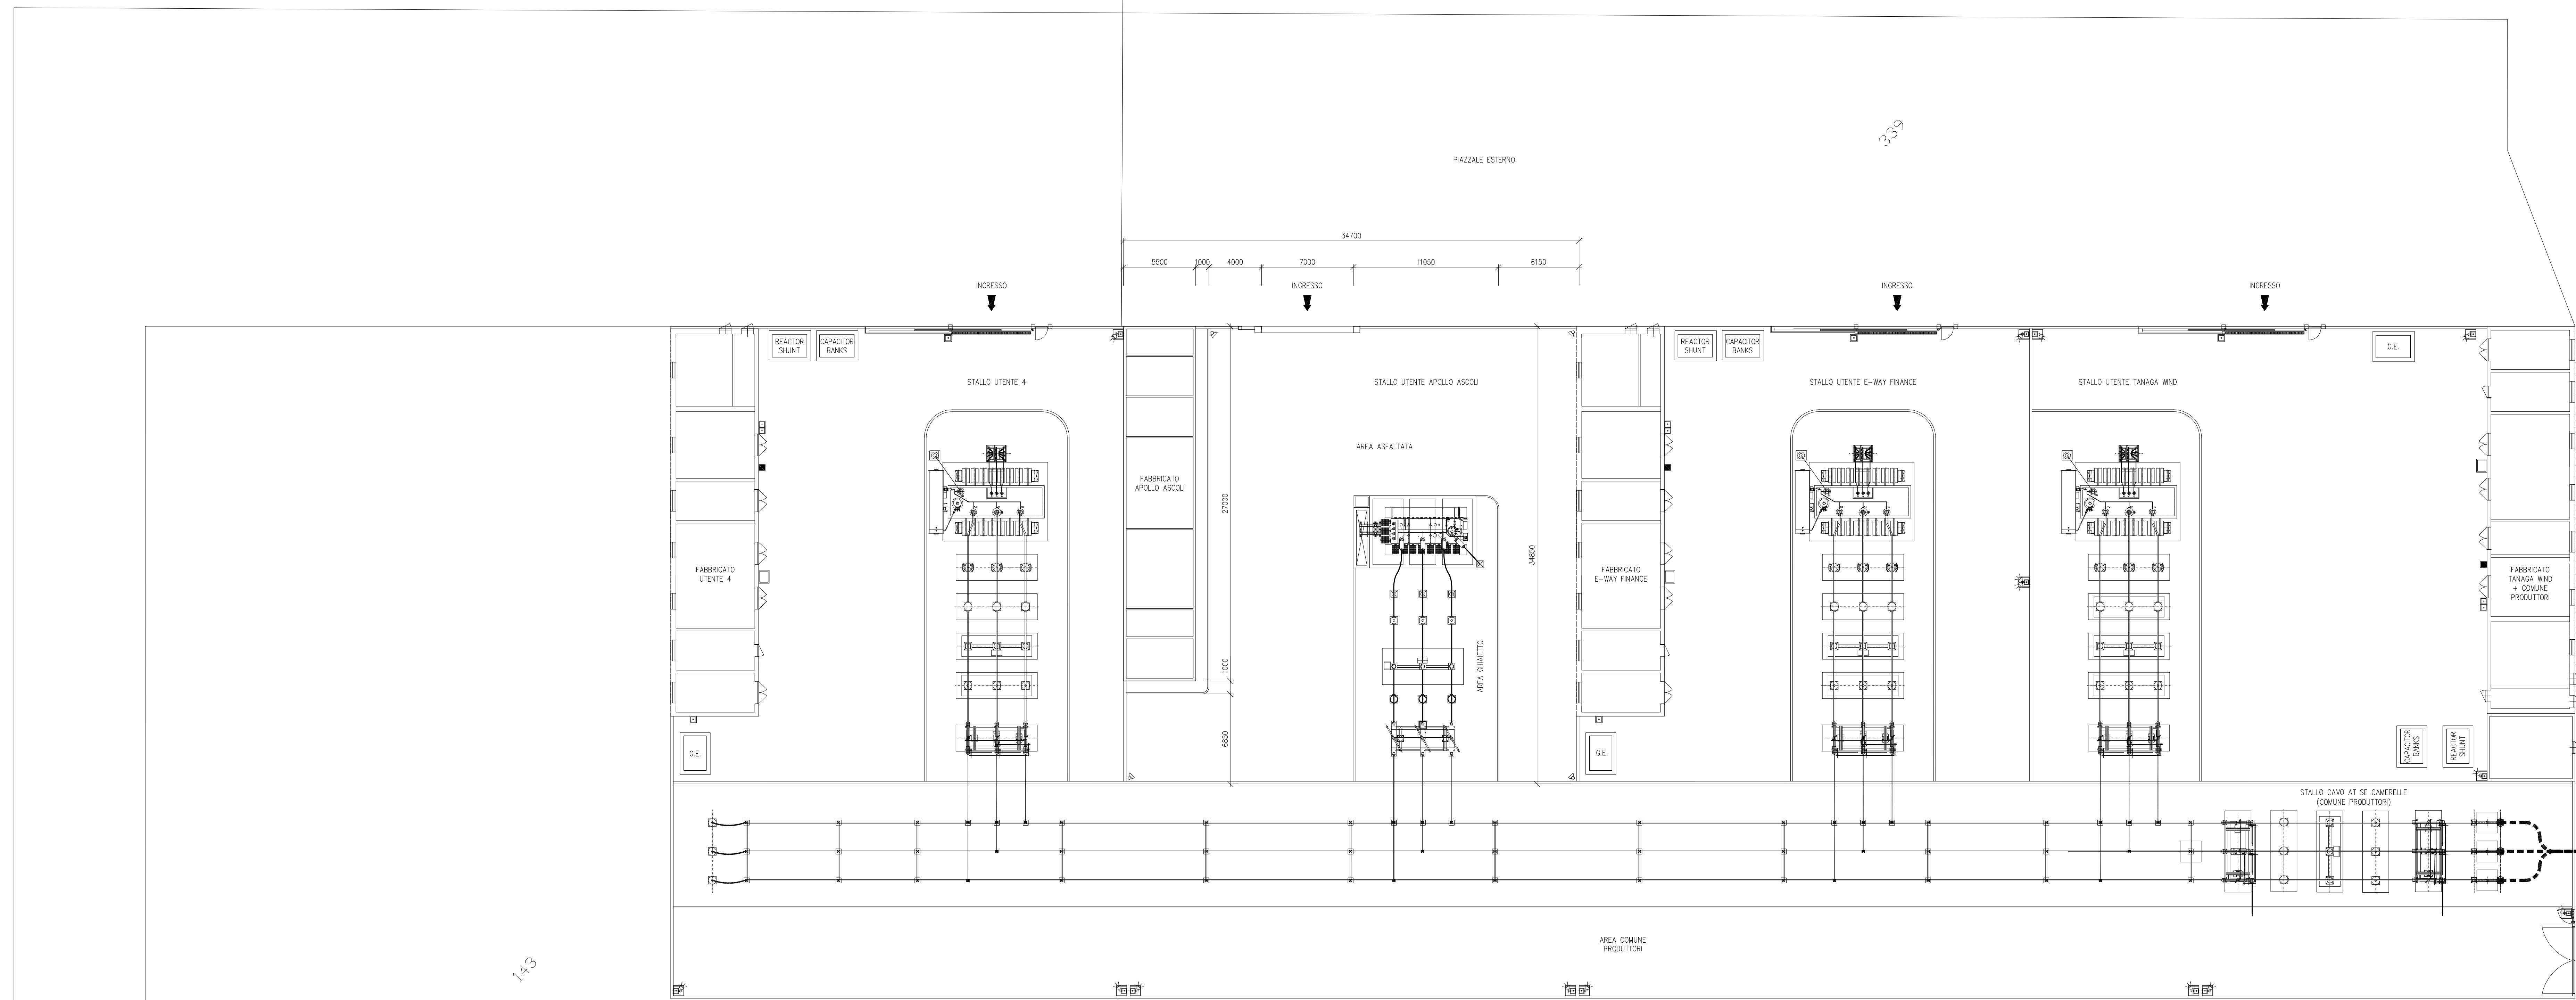 339
PIAZZALE ESTERNO
34700
5500
1000
4000
7000
11050
6150
INGRESSO
INGRESSO
INGRESSO
INGRESSO
REACTOR
SHUNT
CAPACITOR
BANKS
REACTOR
SHUNT
CAPACITOR
BANKS
G.E.
STALLO UTENTE 4
STALLO UTENTE APOLLO ASCOLI
STALLO UTENTE E-WAY FINANCE
STALLO UTENTE TANAGA WIND
AREA ASFALTATA
FABBRICATO
APOLLO ASCOLI
27000
34850
FABBRICATO
UTENTE 4
FABBRICATO
E-WAY FINANCE
FABBRICATO
TANAGA WIND
+ COMUNE
PRODUTTORI
1000
AREA GHIAIETTO
6850
G.E.
G.E.
CAPACITOR
BANKS
REACTOR
SHUNT
STALLO CAVO AT SE CAMERELLE
(COMUNE PRODUTTORI)
AREA COMUNE
PRODUTTORI
143